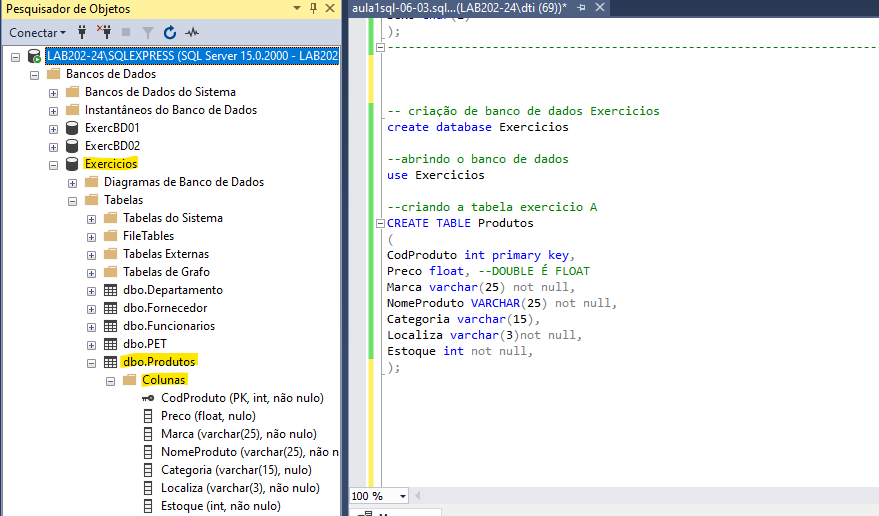 Pesquisador de Objetos
Conectar
LAB202-24\SQLEXPRESS (SQL Server 15.0.2000 - LAB202
Bancos de Dados
Bancos de Dados do Sistema
Instantâneos do Banco de Dados
ExercBD01
ExercBD02
Exercicios
Diagramas de Banco de Dados
Tabelas
Tabelas do Sistema
FileTables
Tabelas Externas
Tabelas de Grafo
dbo.Departamento
dbo.Fornecedor
dbo.Funcionarios
dbo.PET
dbo.Produtos
Colunas
CodProduto (PK, int, não nulo)
Preco (float, nulo)
Marca (varchar(25), não nulo)
NomeProduto (varchar(25), não n
Categoria (varchar(15), nulo)
Localiza (varchar(3), não nulo)
Estoque (int, não nulo)
aula1sql-06-03.sql...(LAB202-24\dti (69))*
);
-- criação de banco de dados Exercicios
create database Exercicios
--abrindo o banco de dados
use Exercicios
--criando a tabela exercicio A
CREATE TABLE Produtos
(
CodProduto int primary key,
Preco float, --DOUBLE É FLOAT
Marca varchar(25) not null,
NomeProduto VARCHAR(25) not null,
Categoria varchar(15),
Localiza varchar(3)not null,
Estoque int not null,
);
100 %